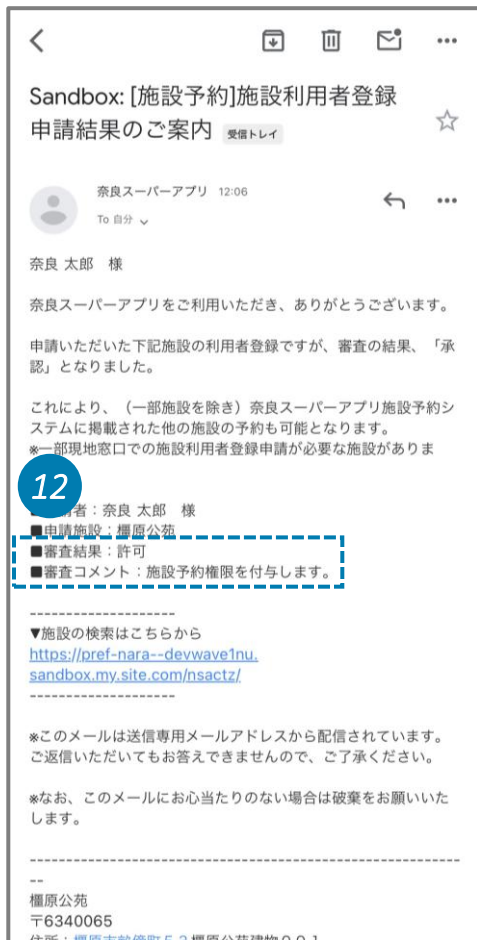 Sandbox: [施設予約]施設利用者登録
申請結果のご案内 受信トレイ
奈良スーパーアプリ 12:06
To 自分
奈良 太郎 様
奈良スーパーアプリをご利用いただき、ありがとうございます。
申請いただいた下記施設の利用者登録ですが、審査の結果、「承
認」となりました。
これにより、（一部施設を除き）奈良スーパーアプリ施設予約シ
ステムに掲載された他の施設の予約も可能となります。
※一部現地窓口での施設利用者登録申請が必要な施設がありま
12
者：奈良 太郎 様
■申請施設：橿原公苑
■審査結果：許可
■審査コメント：施設予約権限を付与します。
--------------------
▼施設の検索はこちらから
https://pref-nara--devwave1nu.
sandbox.my.site.com/nsactz/
--------------------
※このメールは送信専用メールアドレスから配信されています。
ご返信いただいてもお答えできませんので、ご了承ください。
※なお、このメールにお心当たりのない場合は破棄をお願いいた
します。
------------------------------------------------------------
--
橿原公苑
〒6340065